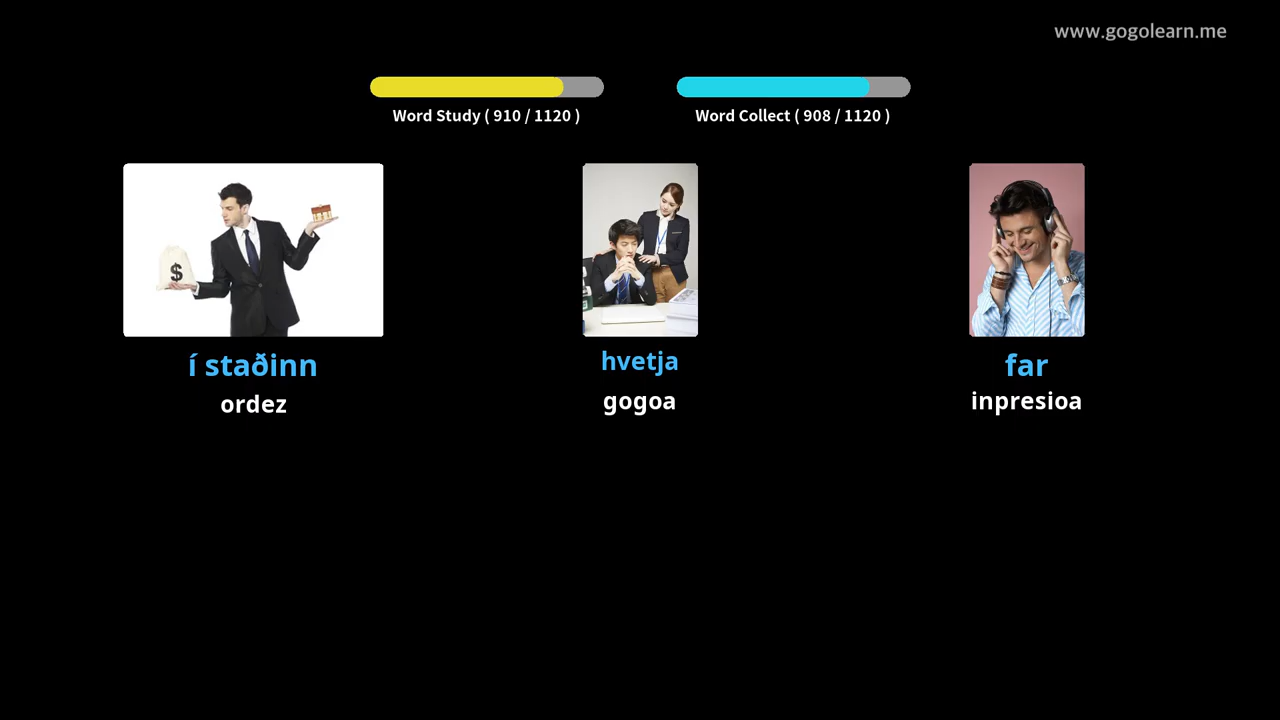 www.gogolearn.me
Word Study ( 910 / 1120 )
Word Collect ( 908 / 1120 )
$
í staðinn
ordez
hvetja
gogoa
far
inpresioa